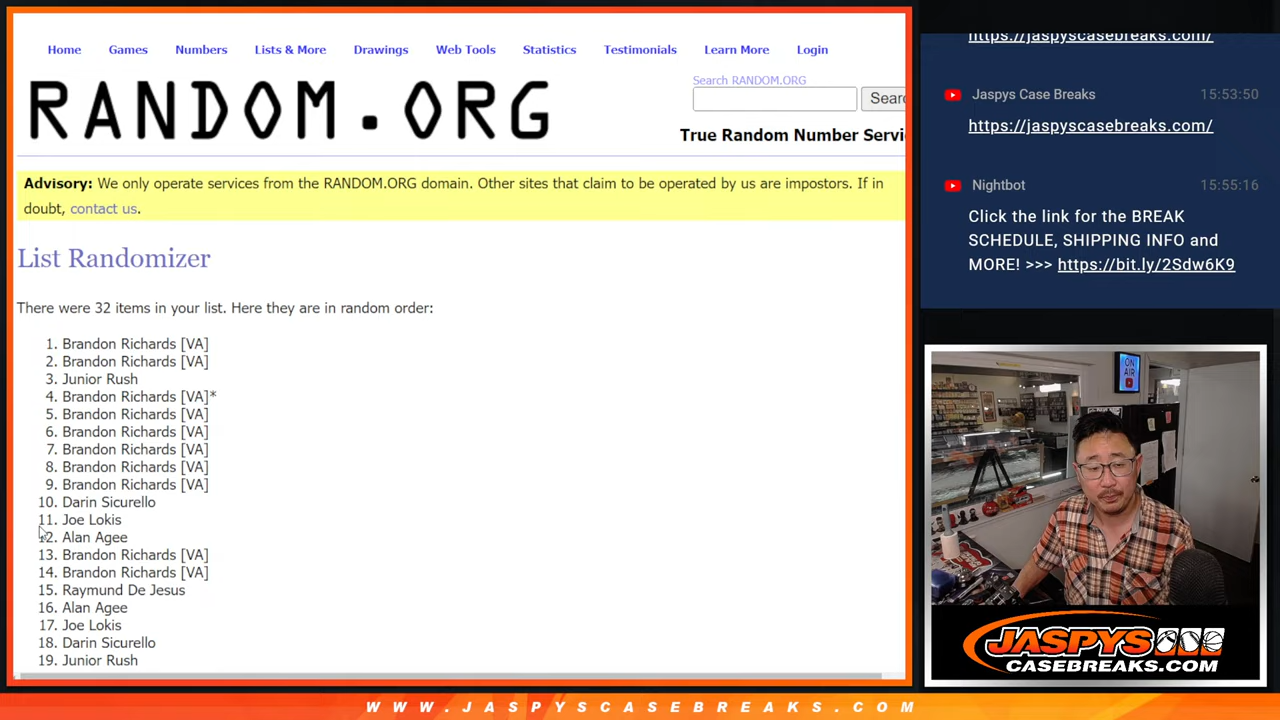 Home Games Numbers Lists & More Drawings Web Tools Statistics Testimonials Learn More Login
RANDOM.ORG
Search RANDOM.ORG
Searc
True Random Number Servi
Advisory: We only operate services from the RANDOM.ORG domain. Other sites that claim to be operated by us are impostors. If in
doubt, contact us.
List Randomizer
There were 32 items in your list. Here they are in random order:
1. Brandon Richards [VA]
2. Brandon Richards [VA]
3. Junior Rush
4. Brandon Richards [VA]*
5. Brandon Richards [VA]
6. Brandon Richards [VA]
7. Brandon Richards [VA]
8. Brandon Richards [VA]
9. Brandon Richards [VA]
10. Darin Sicurello
11. Joe Lokis
12. Alan Agee
13. Brandon Richards [VA]
14. Brandon Richards [VA]
15. Raymund De Jesus
16. Alan Agee
17. Joe Lokis
18. Darin Sicurello
19. Junior Rush
https://jaspyscasebreaks.com/
Jaspys Case Breaks 15:53:50
https://jaspyscasebreaks.com/
Nightbot 15:55:16
Click the link for the BREAK
SCHEDULE, SHIPPING INFO and
MORE! >>> https://bit.ly/2Sdw6K9
ON
AIR
JASPYS
CASEBREAKS.COM
WWW.JASPYSCASEBREAKS.COM